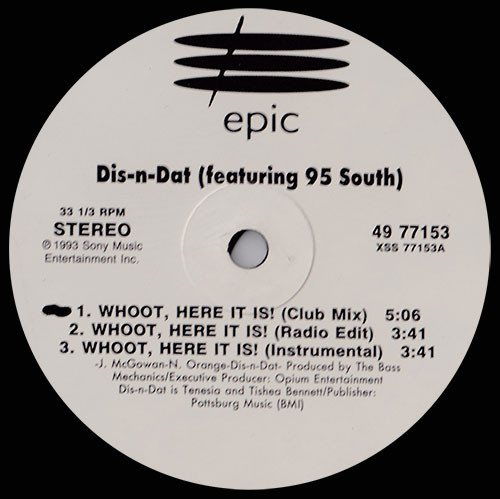 epic
Dis-n-Dat (featuring 95 South)
33 1/3 RPM
STEREO
℗ 1993 Sony Music
Entertainment Inc.
49 77153
XSS 77153A
1. WHOOT, HERE IT IS! (Club Mix) 5:06
2. WHOOT, HERE IT IS! (Radio Edit) 3:41
3. WHOOT, HERE IT IS! (Instrumental) 3:41
-J. McGowan-N. Orange-Dis-n-Dat- Produced by The Bass
Mechanics/Executive Producer: Opium Entertainment
Dis-n-Dat is Tenesia and Tishea Bennett/Publisher:
Pottsburg Music (BMI)